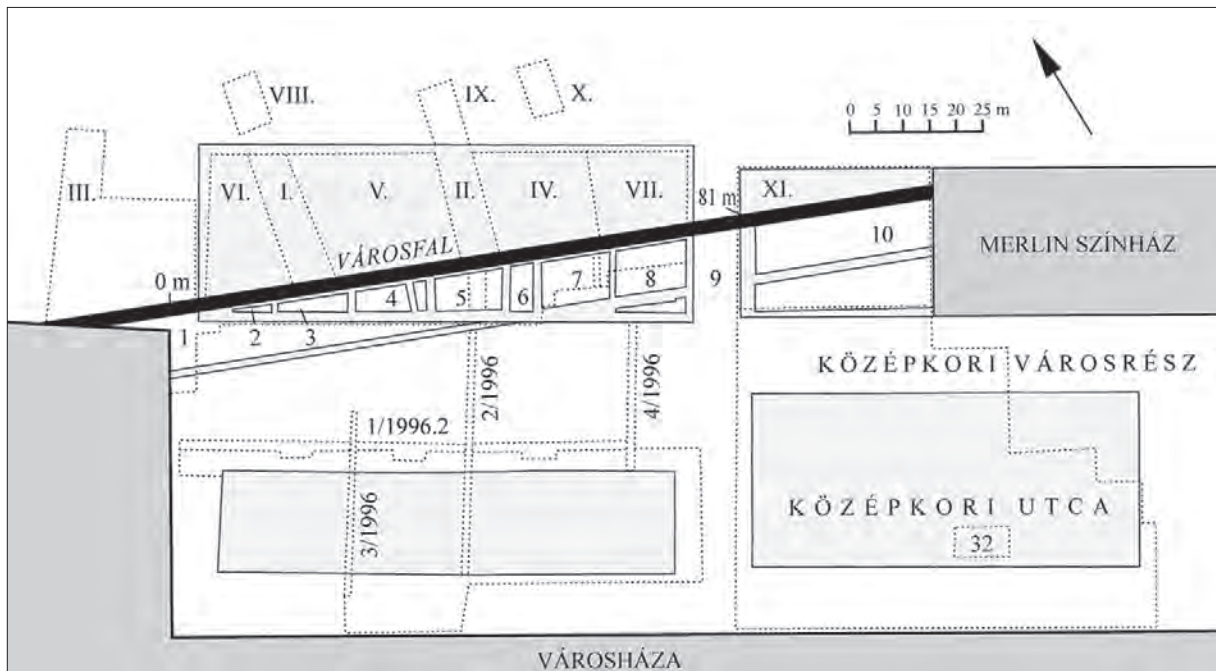 VIII.
IX.
X.
0 5 10 15 20 25 m
III.
VI.
I.
V.
II.
IV.
VII.
81 m
XI.
VÁROSFAL
10
MERLIN SZÍNHÁZ
0 m
1
2
3
4
5
6
7
8
9
KÖZÉPKORI VÁROSRÉSZ
2/1996
4/1996
1/1996.2
3/1996
KÖZÉPKORI UTCA
32
VÁROSHÁZA